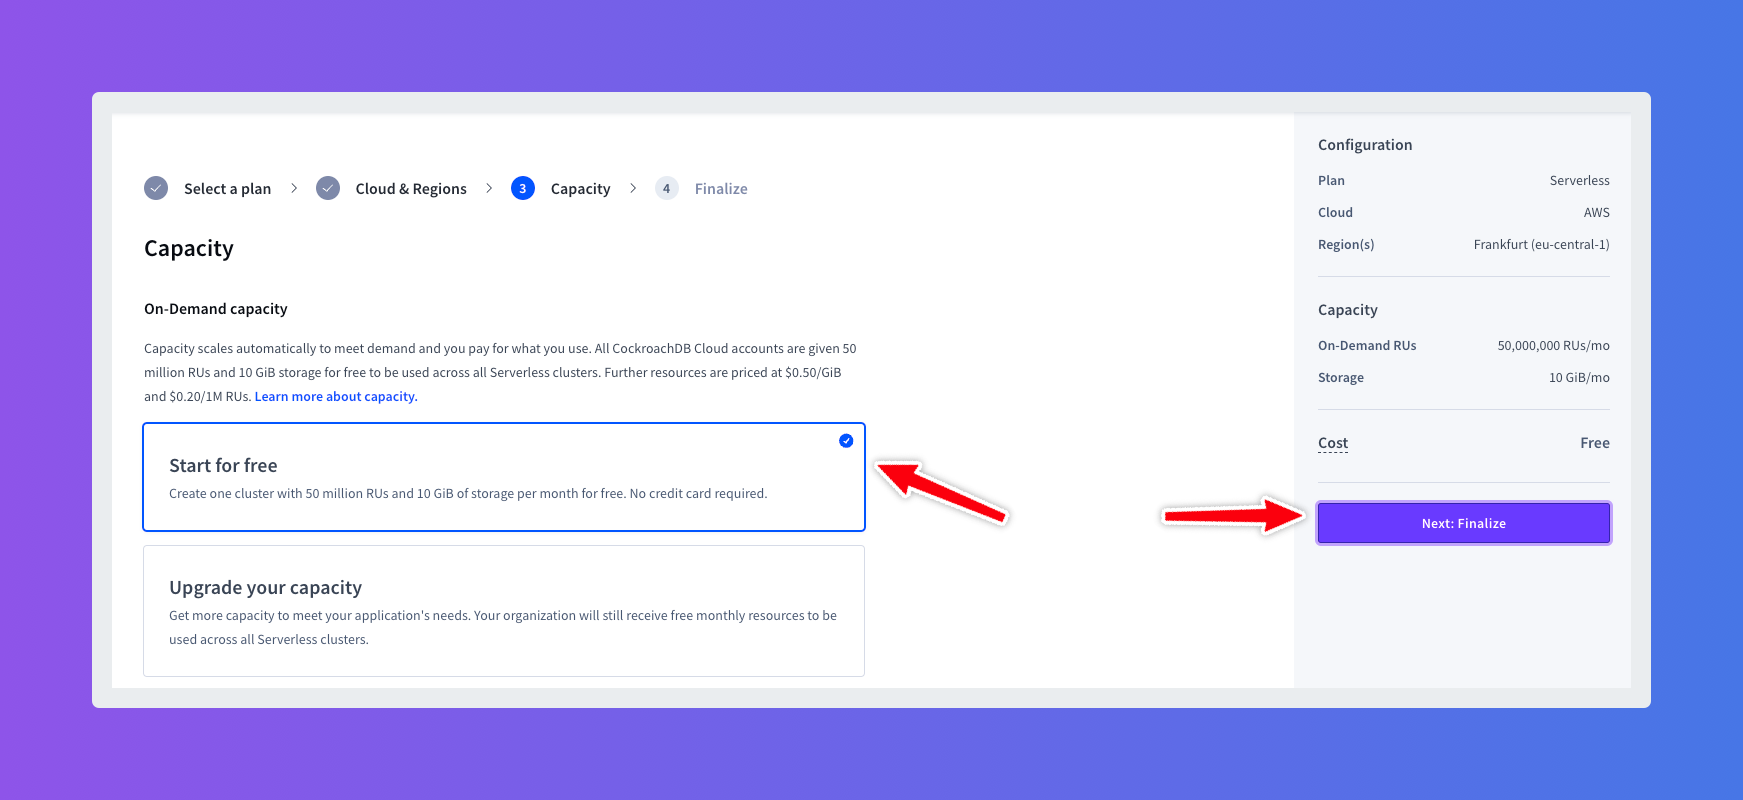 Select a plan
Cloud & Regions
3
Capacity
4
Finalize
Capacity
On-Demand capacity
Capacity scales automatically to meet demand and you pay for what you use. All CockroachDB Cloud accounts are given 50
million RUs and 10 GiB storage for free to be used across all Serverless clusters. Further resources are priced at $0.50/GiB
and $0.20/1M RUs. Learn more about capacity.
Start for free
Create one cluster with 50 million RUs and 10 GiB of storage per month for free. No credit card required.
Upgrade your capacity
Get more capacity to meet your application's needs. Your organization will still receive free monthly resources to be
used across all Serverless clusters.
Configuration
Plan Serverless
Cloud AWS
Region(s) Frankfurt (eu-central-1)
Capacity
On-Demand RUs 50,000,000 RUs/mo
Storage 10 GiB/mo
Cost Free
Next: Finalize